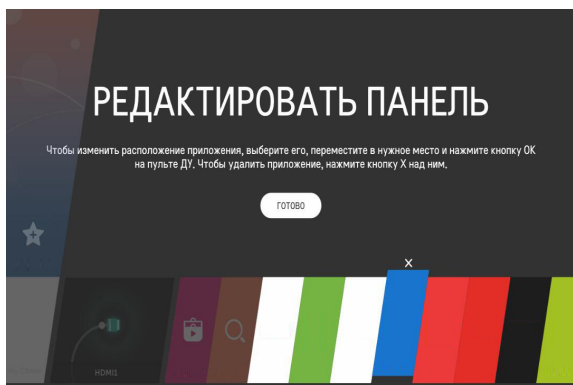 РЕДАКТИРОВАТЬ ПАНЕЛЬ
Чтобы изменить расположение приложения, выберите его, переместите в нужное место и нажмите кнопку ОК
на пульте ДУ. Чтобы удалить приложение, нажмите кнопку X над ним.
ГОТОВО
X
HDMI1